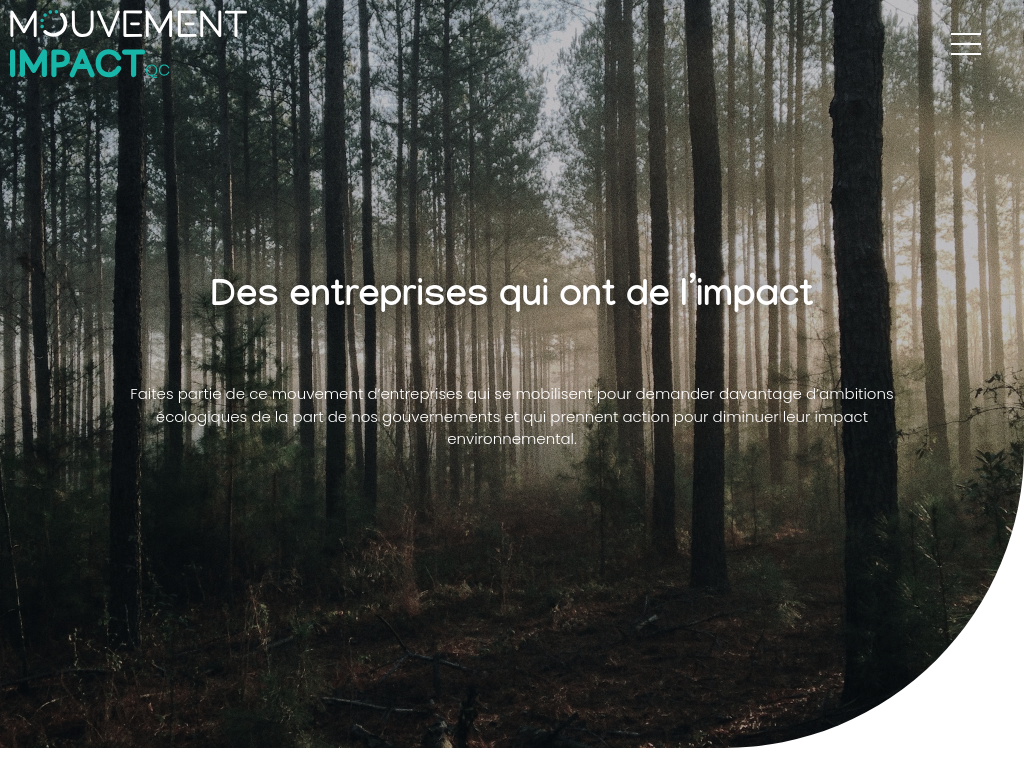 MOUVEMENT
IMPACT QC
Des entreprises qui ont de l’impact
Faites partie de ce mouvement d’entreprises qui se mobilisent pour demander davantage d’ambitions
écologiques de la part de nos gouvernements et qui prennent action pour diminuer leur impact
environnemental.